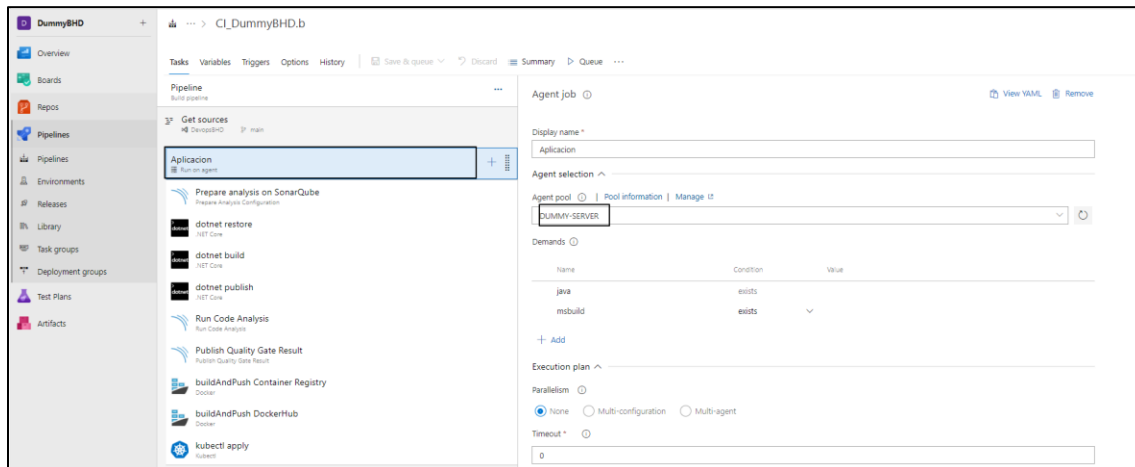 D DummyBHD +
Overview
Boards
Repos
Pipelines
Pipelines
Environments
Releases
Library
Task groups
Deployment groups
Test Plans
Artifacts
... > CI_DummyBHD.b
Tasks Variables Triggers Options History Save & queue Discard Summary Queue ...
Pipeline ...
Build pipeline
Get sources
DevopsBHD main
Aplicacion +
Run on agent
Prepare analysis on SonarQube
Prepare Analysis Configuration
dotnet restore
.NET Core
dotnet build
.NET Core
dotnet publish
.NET Core
Run Code Analysis
Run Code Analysis
Publish Quality Gate Result
Publish Quality Gate Result
buildAndPush Container Registry
Docker
buildAndPush DockerHub
Docker
kubectl apply
Kubectl
Agent job View YAML Remove
Display name *
Aplicacion
Agent selection
Agent pool | Pool information | Manage
DUMMY-SERVER
Demands
Name Condition Value
java exists
msbuild exists
+ Add
Execution plan
Parallelism
None Multi-configuration Multi-agent
Timeout *
0